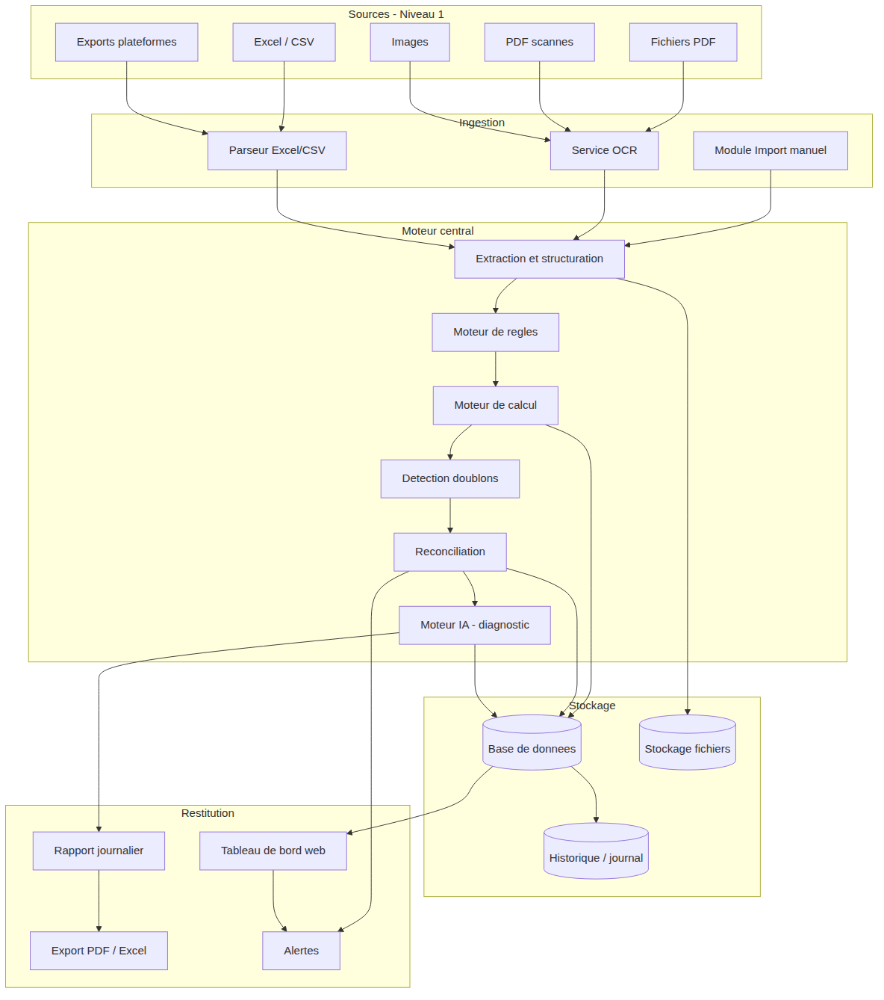 Sources - Niveau 1
Exports plateformes
Excel / CSV
Images
PDF scannes
Fichiers PDF
Ingestion
Parseur Excel/CSV
Service OCR
Module Import manuel
Moteur central
Extraction et structuration
Moteur de regles
Moteur de calcul
Detection doublons
Reconciliation
Moteur IA - diagnostic
Stockage
Base de donnees
Stockage fichiers
Historique / journal
Restitution
Rapport journalier
Tableau de bord web
Export PDF / Excel
Alertes